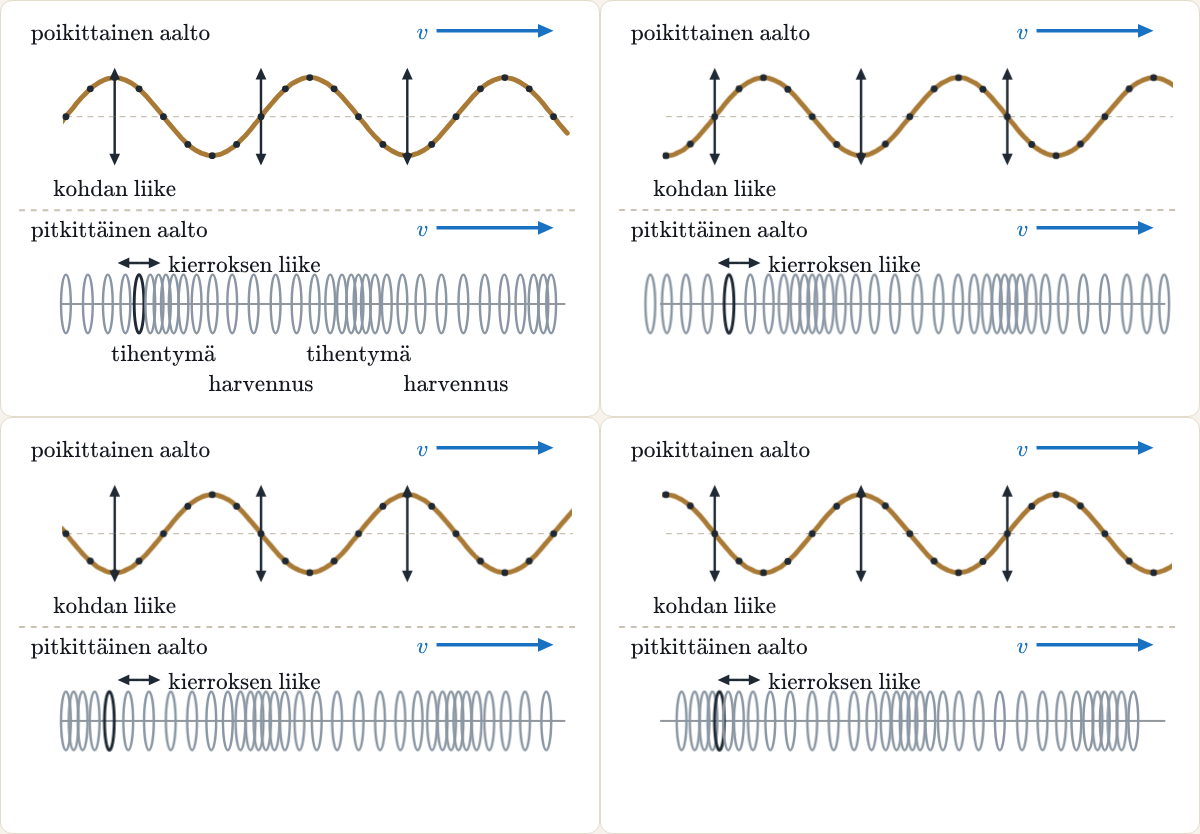 poikittainen aalto v
kohdan liike
pitkittäinen aalto v
kierroksen liike
tihentymä tihentymä
harvennus harvennus
poikittainen aalto v
kohdan liike
pitkittäinen aalto v
kierroksen liike
poikittainen aalto v
kohdan liike
pitkittäinen aalto v
kierroksen liike
poikittainen aalto v
kohdan liike
pitkittäinen aalto v
kierroksen liike